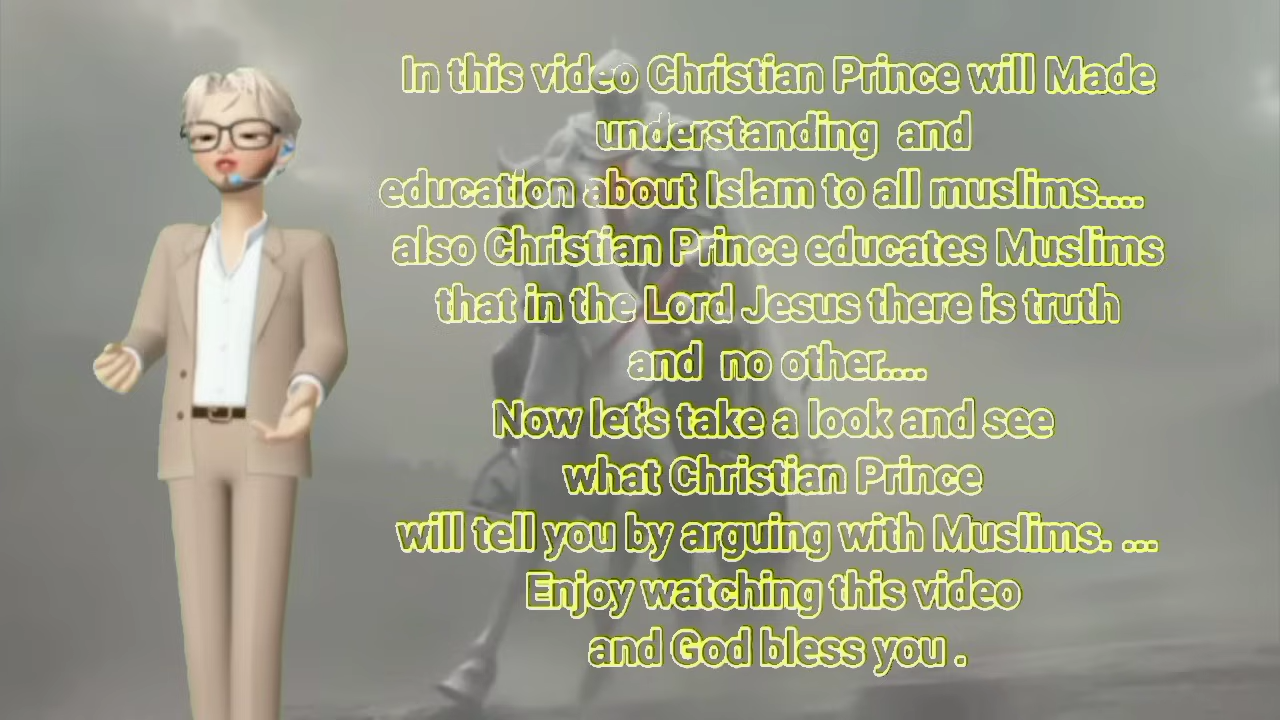 In this video Christian Prince will Made
understanding and
education about Islam to all muslims....
also Christian Prince educates Muslims
that in the Lord Jesus there is truth
and no other....
Now let's take a look and see
what Christian Prince
will tell you by arguing with Muslims. ...
Enjoy watching this video
and God bless you .